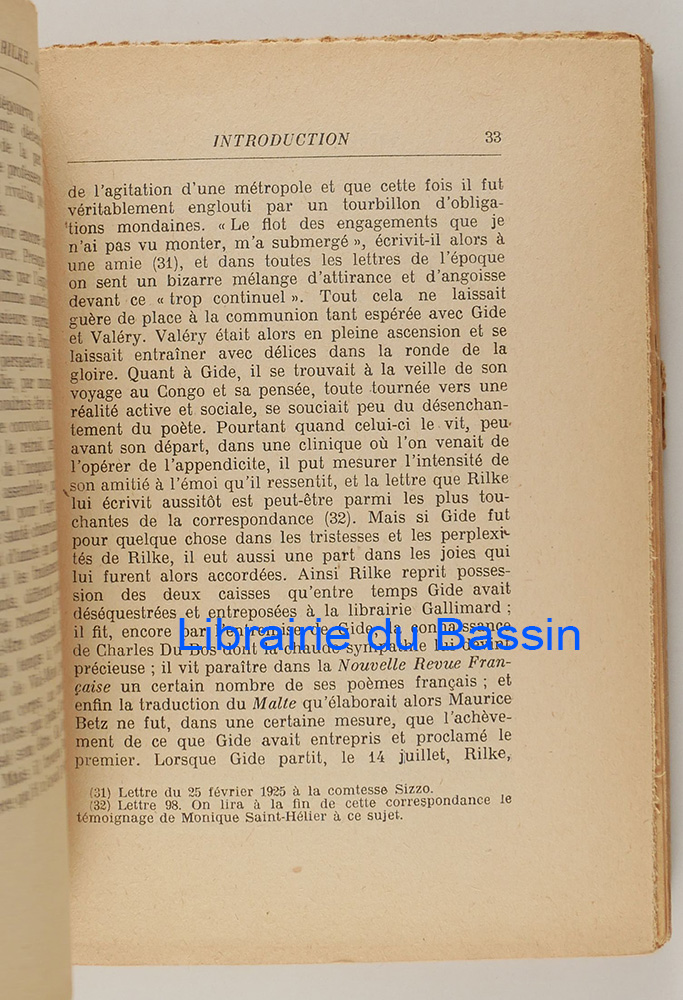 RILKE
INTRODUCTION 33
de l'agitation d'une métropole et que cette fois il fut
véritablement englouti par un tourbillon d'obliga-
tions mondaines. « Le flot des engagements que je
n'ai pas vu monter, m'a submergé », écrivit-il alors à
une amie (31), et dans toutes les lettres de l'époque
on sent un bizarre mélange d'attirance et d'angoisse
devant ce « trop continuel ». Tout cela ne laissait
guère de place à la communion tant espérée avec Gide
et Valéry. Valéry était alors en pleine ascension et se
laissait entraîner avec délices dans la ronde de la
gloire. Quant à Gide, il se trouvait à la veille de son
voyage au Congo et sa pensée, toute tournée vers une
réalité active et sociale, se souciait peu du désenchan-
tement du poète. Pourtant quand celui-ci le vit, peu
avant son départ, dans une clinique où l'on venait de
l'opérer de l'appendicite, il put mesurer l'intensité de
son amitié à l'émoi qu'il ressentit, et la lettre que Rilke
lui écrivit aussitôt est peut-être parmi les plus tou-
chantes de la correspondance (32). Mais si Gide fut
pour quelque chose dans les tristesses et les perplexi-
tés de Rilke, il eut aussi une part dans les joies qui
lui furent alors accordées. Ainsi Rilke reprit posses-
sion des deux caisses qu'entre temps Gide avait
déséquestrées et entreposées à la librairie Gallimard ;
il fit, encore par l'entremise de Gide, la connaissance
de Charles Du Bos dont la chaude sympathie lui devint
précieuse ; il vit paraître dans la Nouvelle Revue Fran-
çaise un certain nombre de ses poèmes français ; et
enfin la traduction du Malte qu'élaborait alors Maurice
Betz ne fut, dans une certaine mesure, que l'achève-
ment de ce que Gide avait entrepris et proclamé le
premier. Lorsque Gide partit, le 14 juillet, Rilke,
(31) Lettre du 25 février 1925 à la comtesse Sizzo.
(32) Lettre 98. On lira à la fin de cette correspondance le
témoignage de Monique Saint-Hélier à ce sujet.
Librairie du Bassin